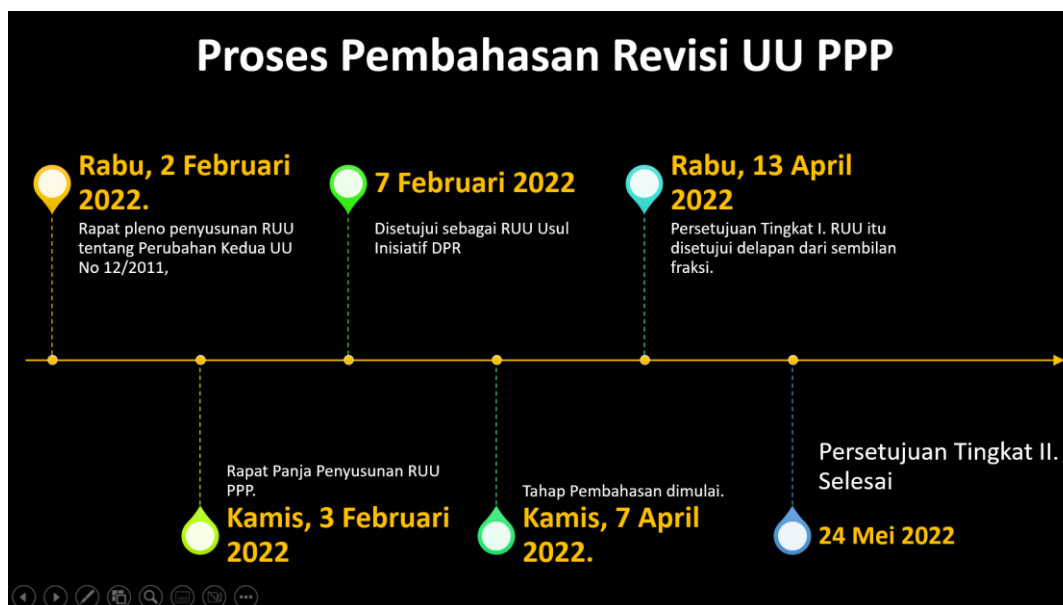 Proses Pembahasan Revisi UU PPP
Rabu, 2 Februari
2022.
Rapat pleno penyusunan RUU
tentang Perubahan Kedua UU
No 12/2011,
Rapat Panja Penyusunan RUU
PPP.
Kamis, 3 Februari
2022
7 Februari 2022
Disetujui sebagai RUU Usul
Inisiatif DPR
Tahap Pembahasan dimulai.
Kamis, 7 April
2022.
Rabu, 13 April
2022
Persetujuan Tingkat I. RUU itu
disetujui delapan dari sembilan
fraksi.
Persetujuan Tingkat II.
Selesai
24 Mei 2022